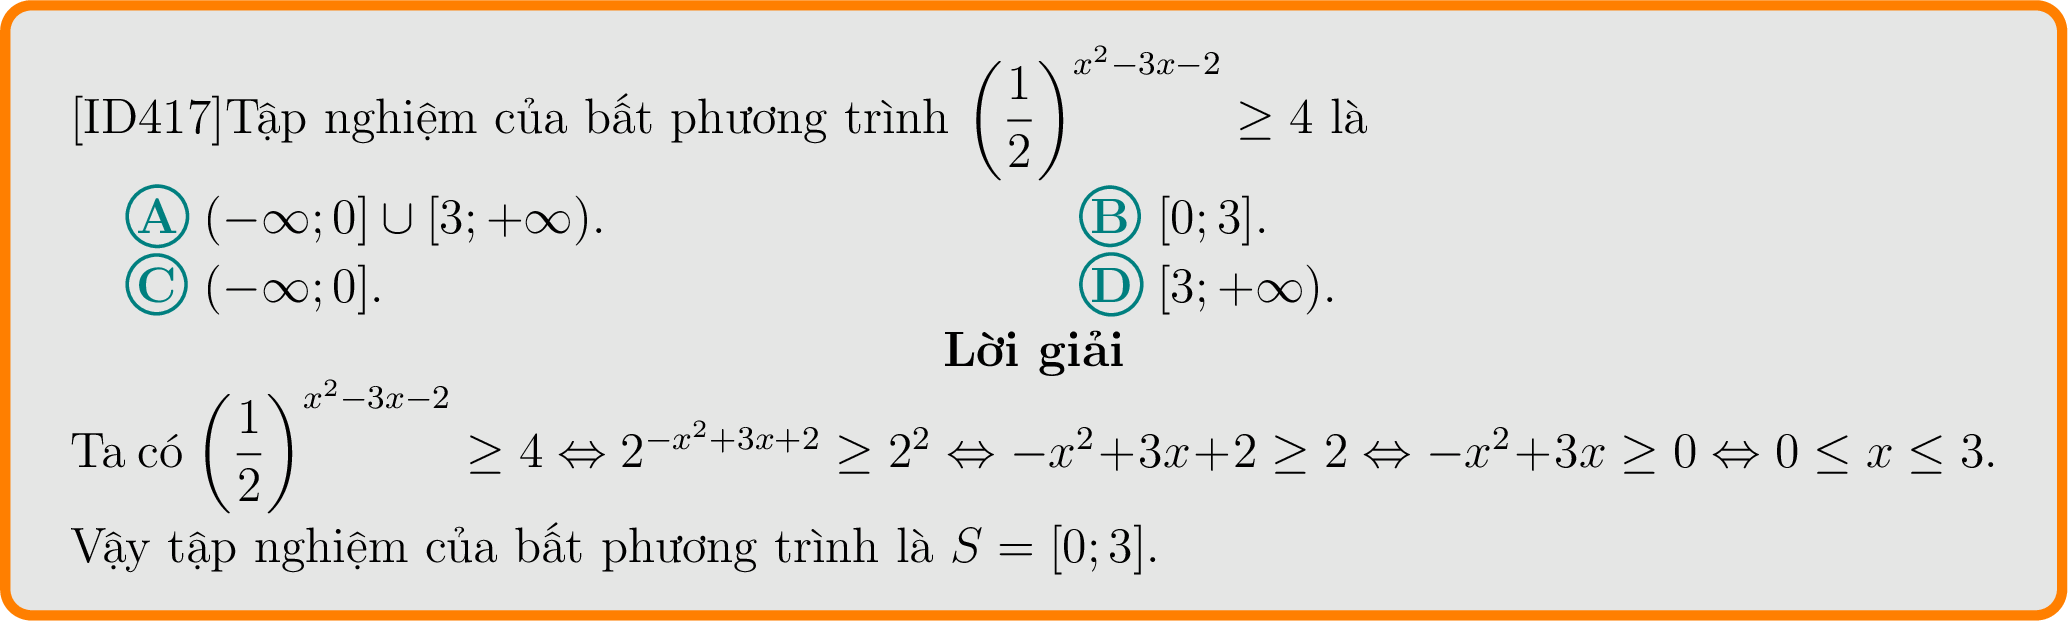 [ID417]Tập nghiệm của bất phương trình $\left(\dfrac{1}{2}\right)^{x^2-3x-2} \geq 4$ là
Ⓐ $(-\infty; 0] \cup [3; +\infty)$. Ⓑ $[0; 3]$.
Ⓒ $(-\infty; 0]$. Ⓓ $[3; +\infty)$.
Lời giải
Ta có $\left(\dfrac{1}{2}\right)^{x^2-3x-2} \geq 4 \Leftrightarrow 2^{-x^2+3x+2} \geq 2^2 \Leftrightarrow -x^2+3x+2 \geq 2 \Leftrightarrow -x^2+3x \geq 0 \Leftrightarrow 0 \leq x \leq 3$.
Vậy tập nghiệm của bất phương trình là $S = [0; 3]$.